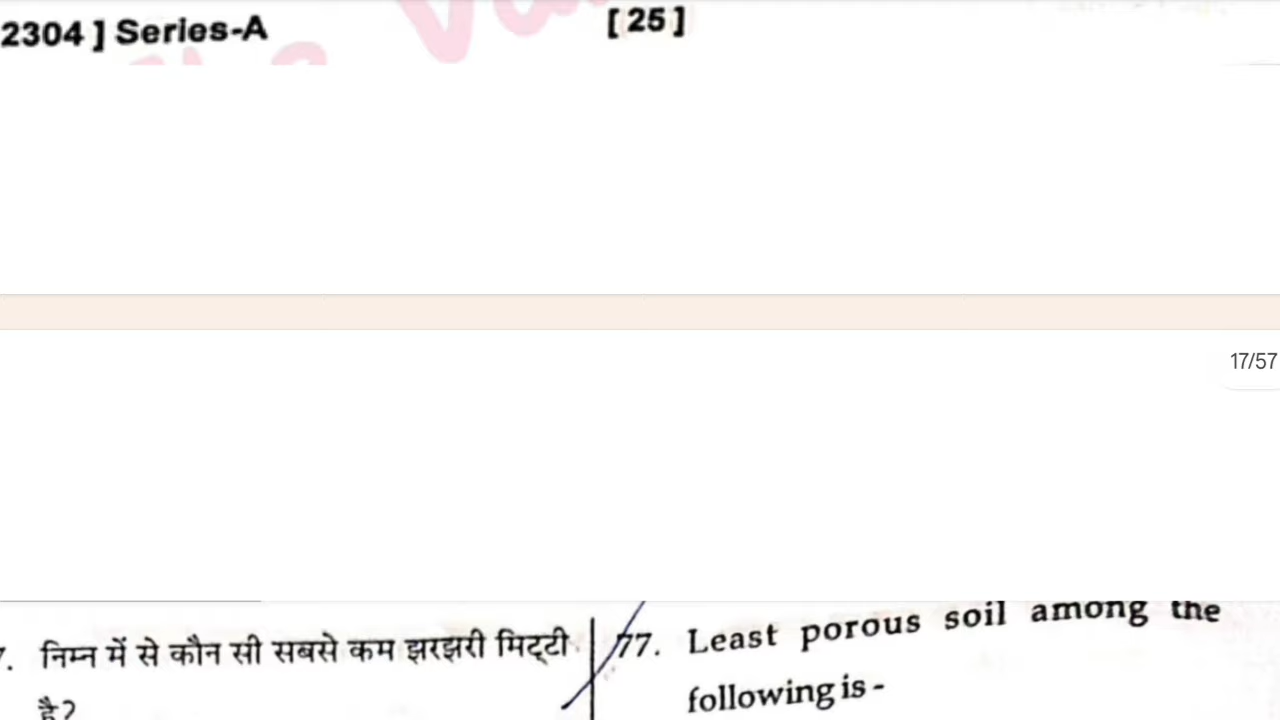 2304 ] Series-A
[ 25 ]
17/57
. निम्न में से कौन सी सबसे कम झरझरी मिट्टी
है?
77. Least porous soil among the
following is -